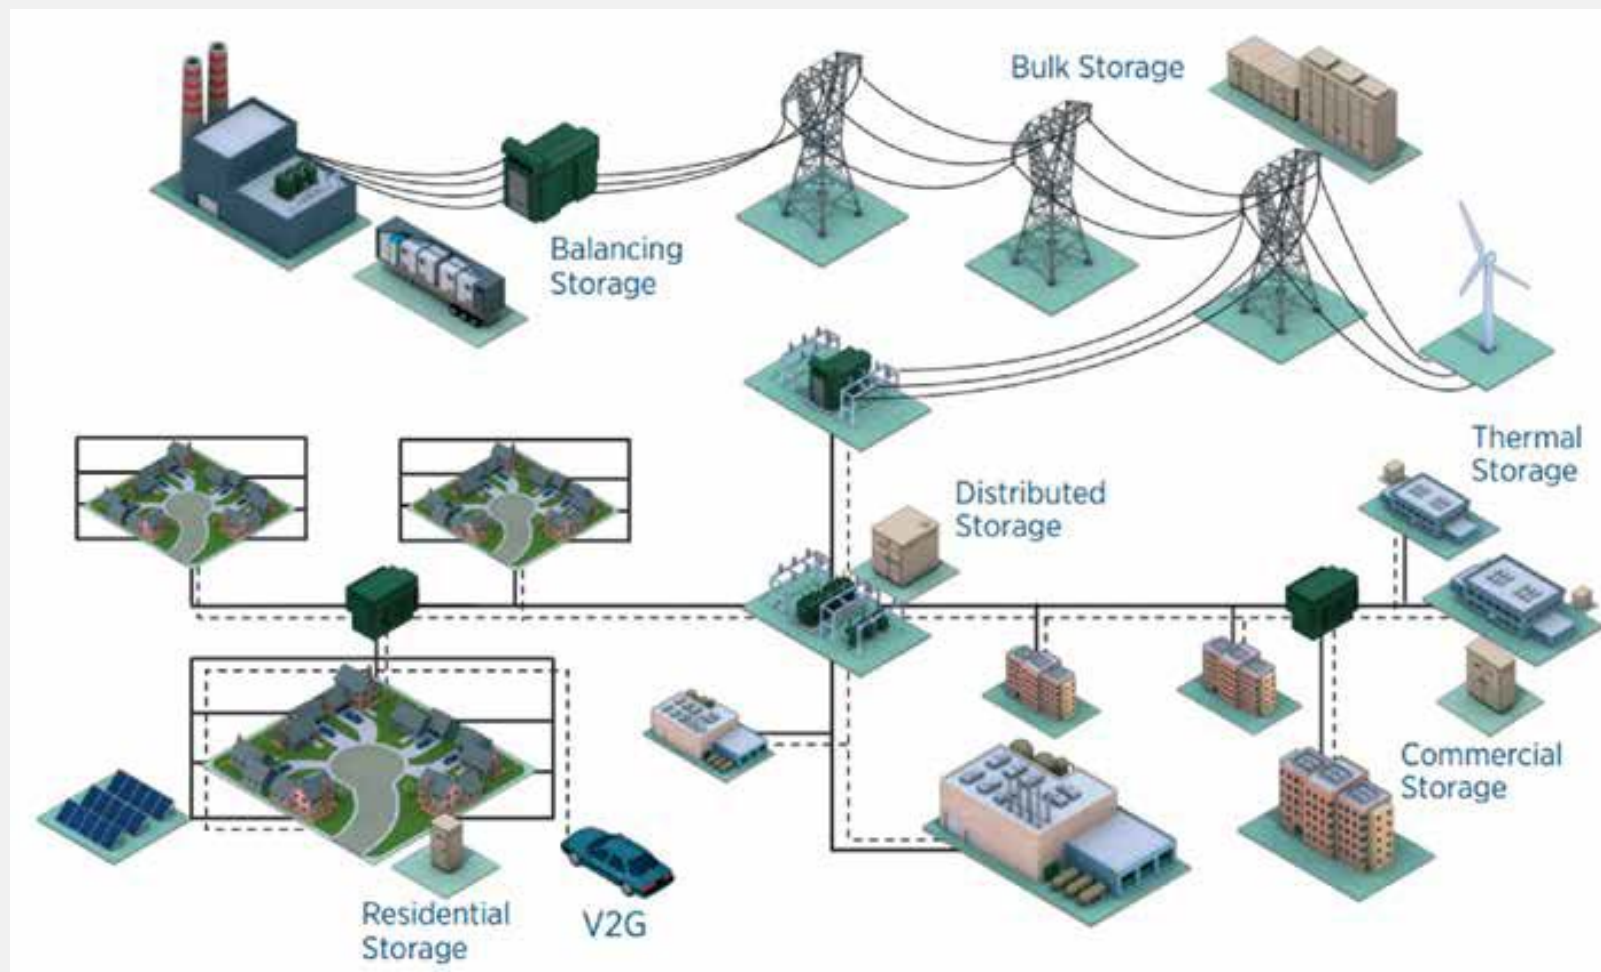 Bulk Storage
Balancing
Storage
Thermal
Storage
Distributed
Storage
Commercial
Storage
Residential
Storage
V2G